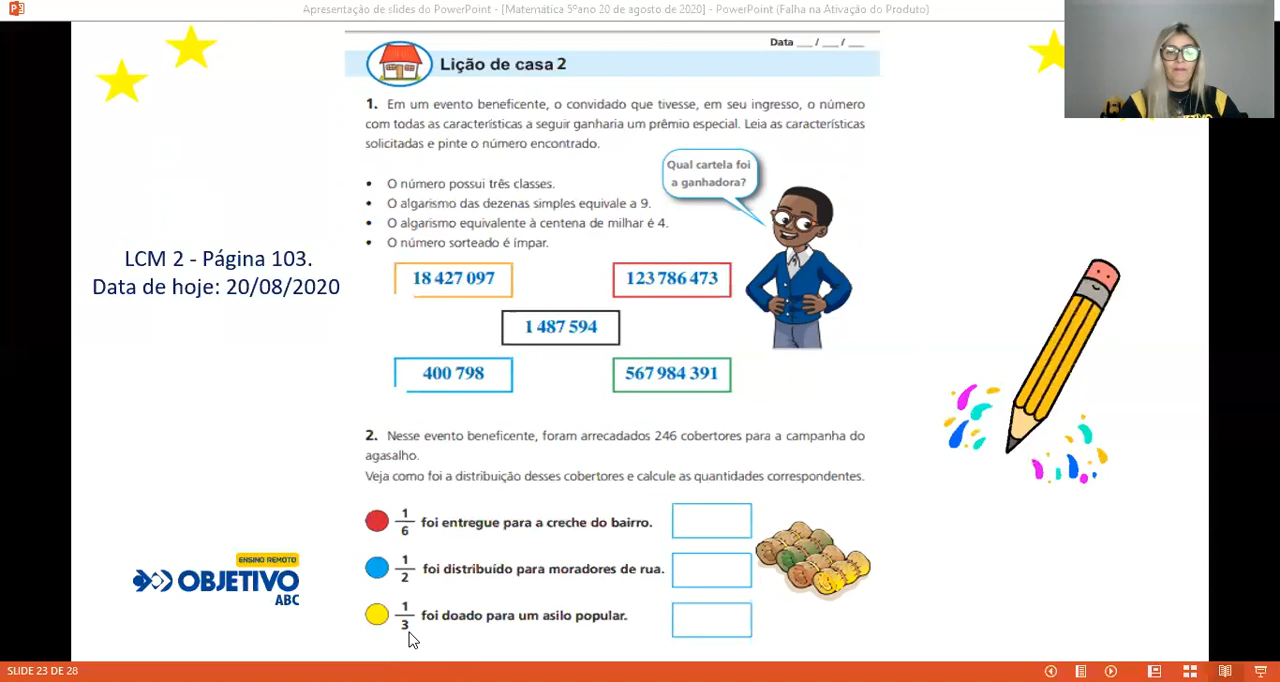 Apresentação de slides do PowerPoint - [Matemática 5ºano 20 de agosto de 2020] - PowerPoint (Falha na Ativação do Produto)
Data ___ / ___ / ___
Lição de casa 2
1. Em um evento beneficente, o convidado que tivesse, em seu ingresso, o número
com todas as características a seguir ganharia um prêmio especial. Leia as características
solicitadas e pinte o número encontrado.
Qual cartela foi
a ganhadora?
• O número possui três classes.
• O algarismo das dezenas simples equivale a 9.
• O algarismo equivalente à centena de milhar é 4.
• O número sorteado é ímpar.
LCM 2 - Página 103.
Data de hoje: 20/08/2020
18 427 097
123 786 473
1 487 594
400 798
567 984 391
2. Nesse evento beneficente, foram arrecadados 246 cobertores para a campanha do
agasalho.
Veja como foi a distribuição desses cobertores e calcule as quantidades correspondentes.
1/6 foi entregue para a creche do bairro.
1/2 foi distribuído para moradores de rua.
1/3 foi doado para um asilo popular.
ENSINO REMOTO
OBJETIVO
ABC
SLIDE 23 DE 28